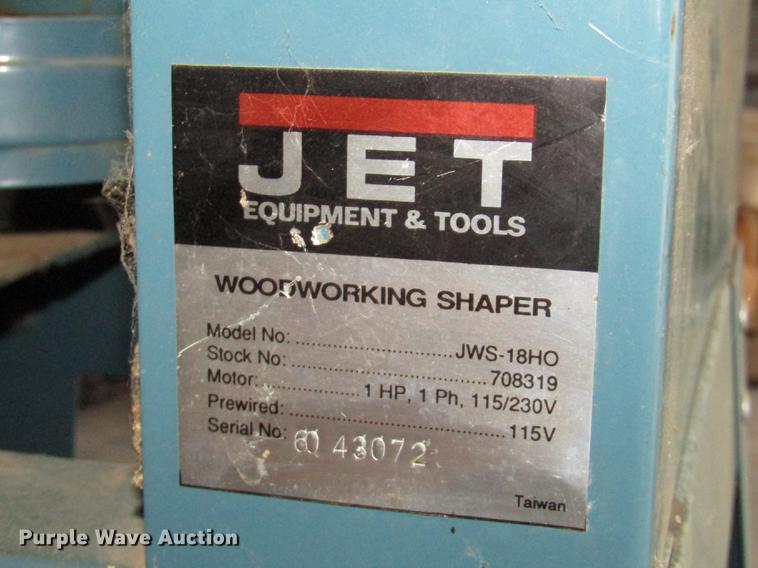 JET
EQUIPMENT & TOOLS
WOODWORKING SHAPER
Model No: ........................... JWS-18HO
Stock No: ................................. 708319
Motor: ................ 1 HP, 1 Ph, 115/230V
Prewired: .................................... 115V
Serial No: 43072
Taiwan
Purple Wave Auction